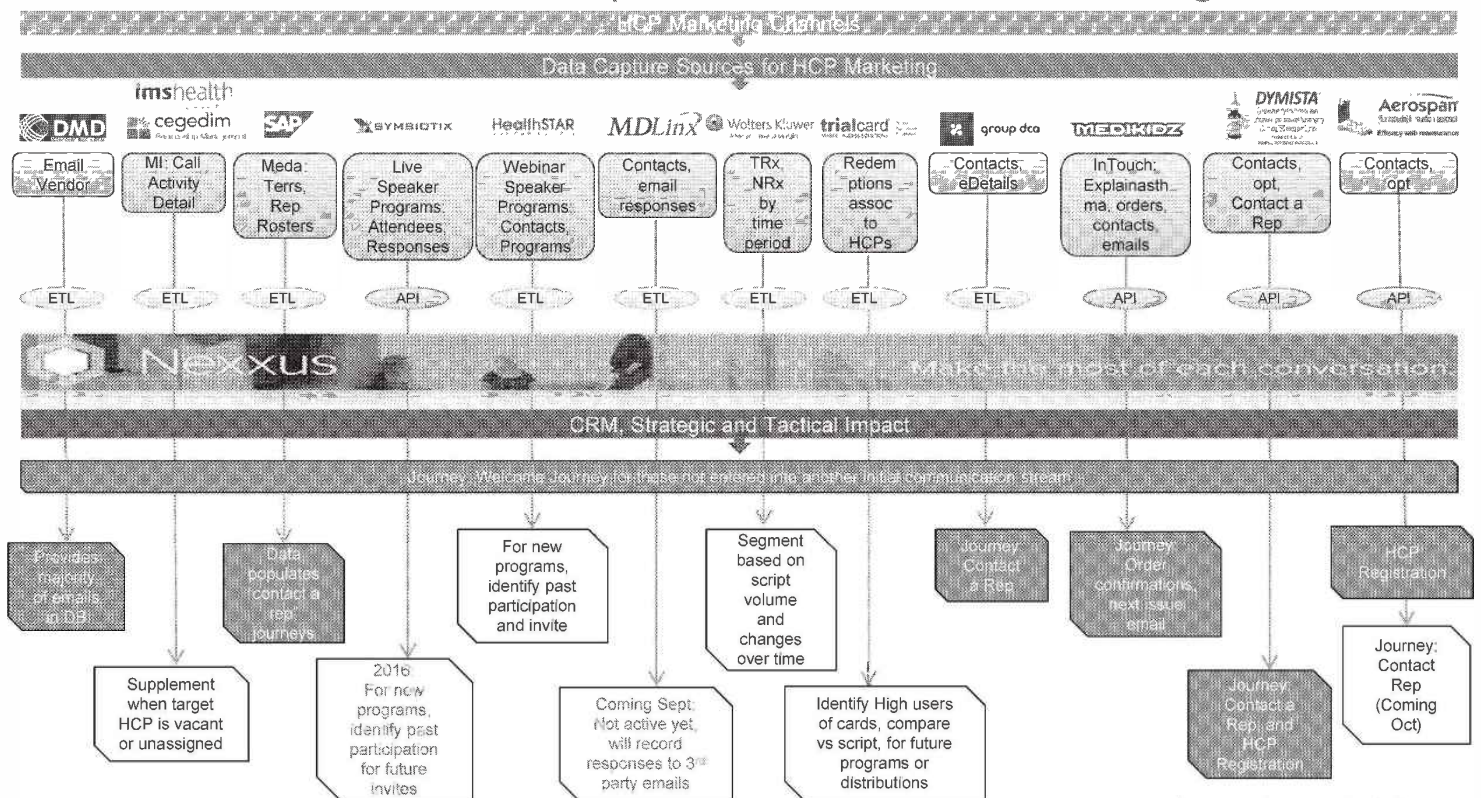 HCP Marketing Channels
Data Capture Sources for HCP Marketing
DMD
imshealth
cegedim
SAP
SYMBIOTIX
HealthSTAR
MDLinx
Wolters Kluwer
trialcard
group dca
MEDIKIDZ
DYMISTA
Aerospan
Email
Vendor
MI: Call
Activity
Detail
Meda:
Terrs,
Rep
Rosters
Live
Speaker
Programs:
Attendees,
Responses
Webinar
Speaker
Programs:
Contacts,
Programs
Contacts,
email
responses
TRx
NRx
by
time
period
Redem
ptions
assoc
to
HCPs
Contacts,
eDetails
InTouch;
Explainasth
ma, orders,
contacts,
emails
Contacts,
opt,
Contact a
Rep
Contacts,
opt
ETL
ETL
ETL
API
ETL
ETL
ETL
ETL
ETL
API
API
API
Nexxus
Make the most of each conversation.
CRM, Strategic and Tactical Impact
Journey: Welcome Journey for those not entered into another initial communication stream
Provides
majority
of emails
in DB
Supplement
when target
HCP is vacant
or unassigned
Data
populates
"contact a
rep"
journeys
2016:
For new
programs,
identify past
participation
for future
invites
For new
programs,
identify past
participation
and invite
Coming Sept:
Not active yet,
will record
responses to 3rd
party emails
Segment
based on
script
volume
and
changes
over time
Identify High users
of cards, compare
vs script, for future
programs or
distributions
Journey:
Contact
a Rep
Journey:
Order
confirmations,
next issue
email
Journey:
Contact a
Rep, and
HCP
Registration
HCP
Registration
Journey:
Contact
Rep
(Coming
Oct)